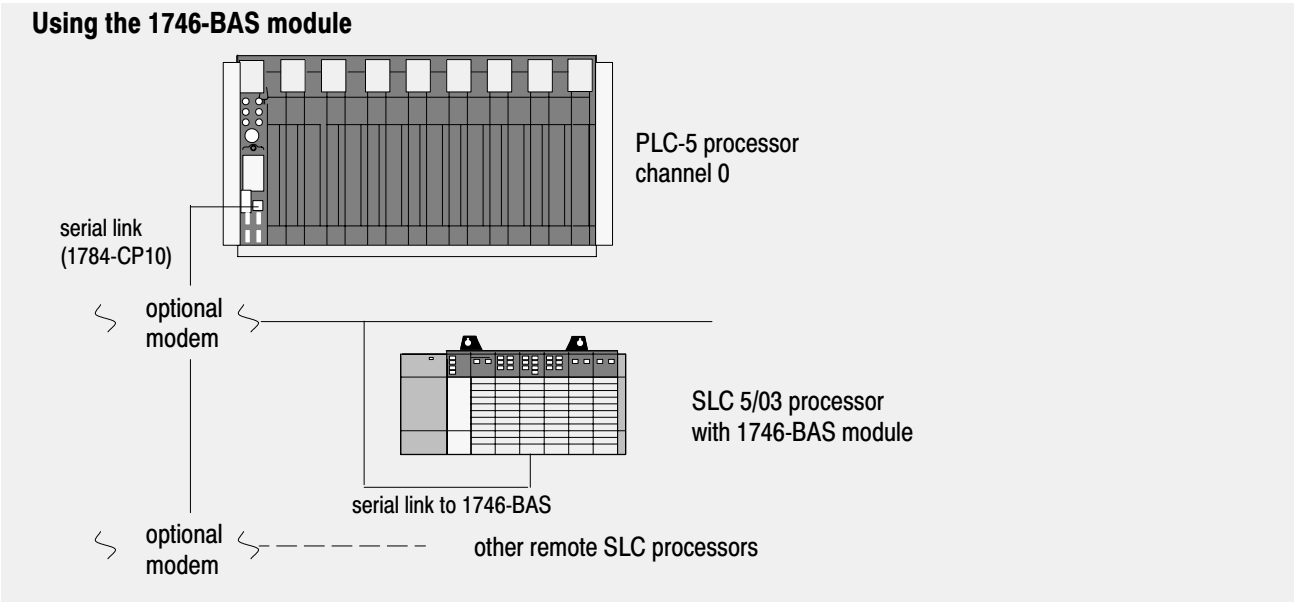 Using the 1746-BAS module
PLC-5 processor
channel 0
serial link
(1784-CP10)
optional
modem
SLC 5/03 processor
with 1746-BAS module
serial link to 1746-BAS
optional
modem
other remote SLC processors